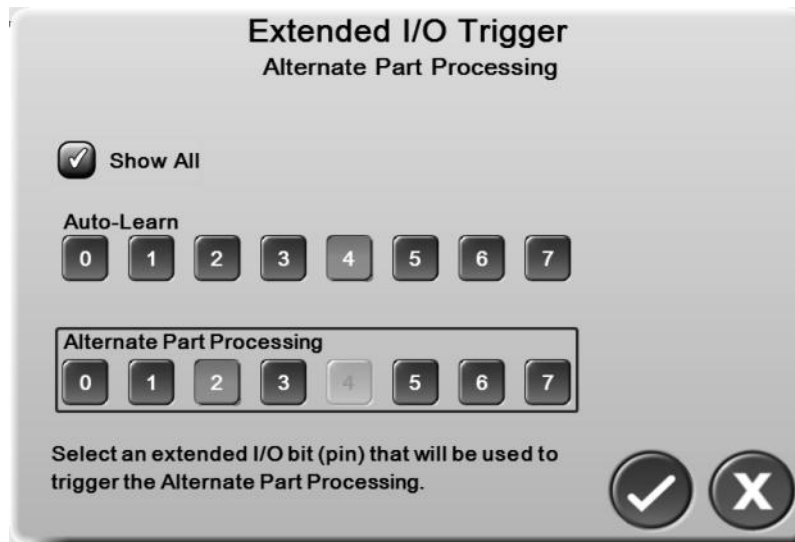 Extended I/O Trigger
Alternate Part Processing
Show All
Auto-Learn
0 1 2 3 4 5 6 7
Alternate Part Processing
0 1 2 3 4 5 6 7
Select an extended I/O bit (pin) that will be used to
trigger the Alternate Part Processing.